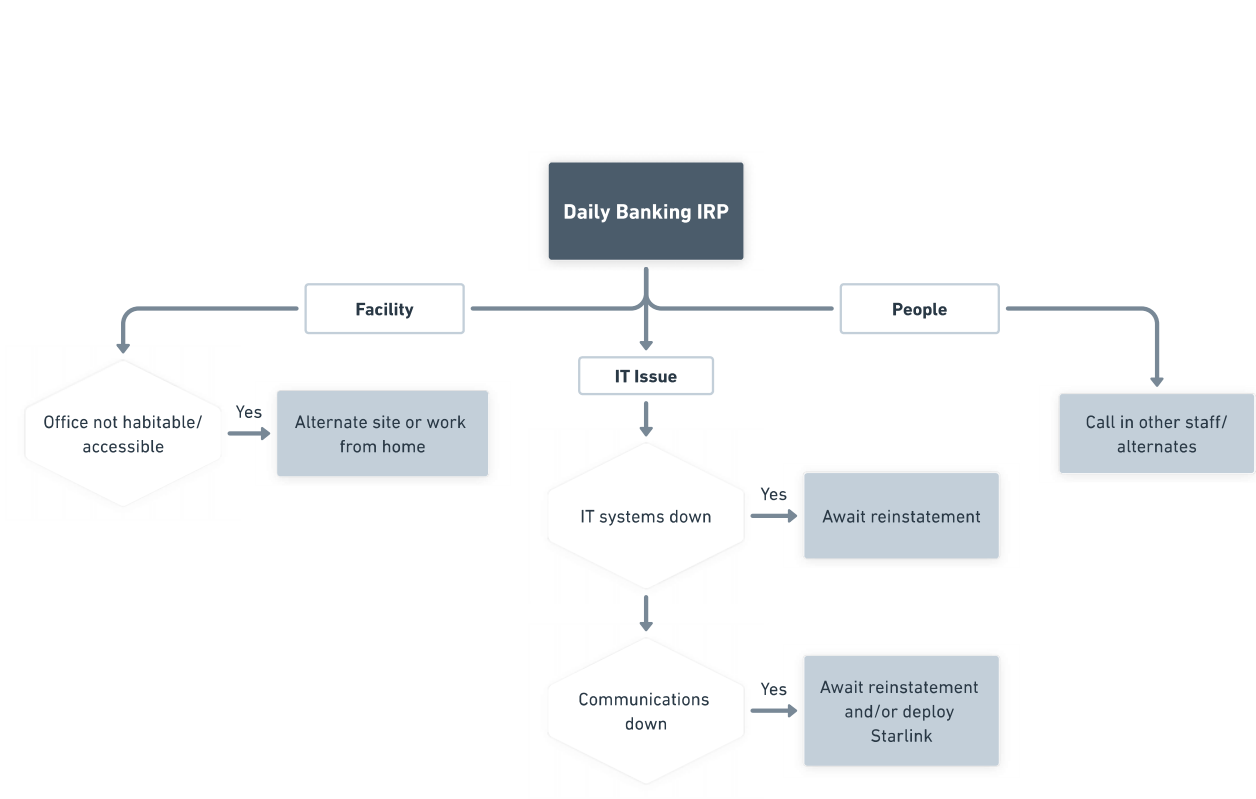 Daily Banking IRP
Facility
People
IT Issue
Office not habitable/
accessible
Yes
Alternate site or work
from home
Call in other staff/
alternates
IT systems down
Yes
Await reinstatement
Communications
down
Yes
Await reinstatement
and/or deploy
Starlink